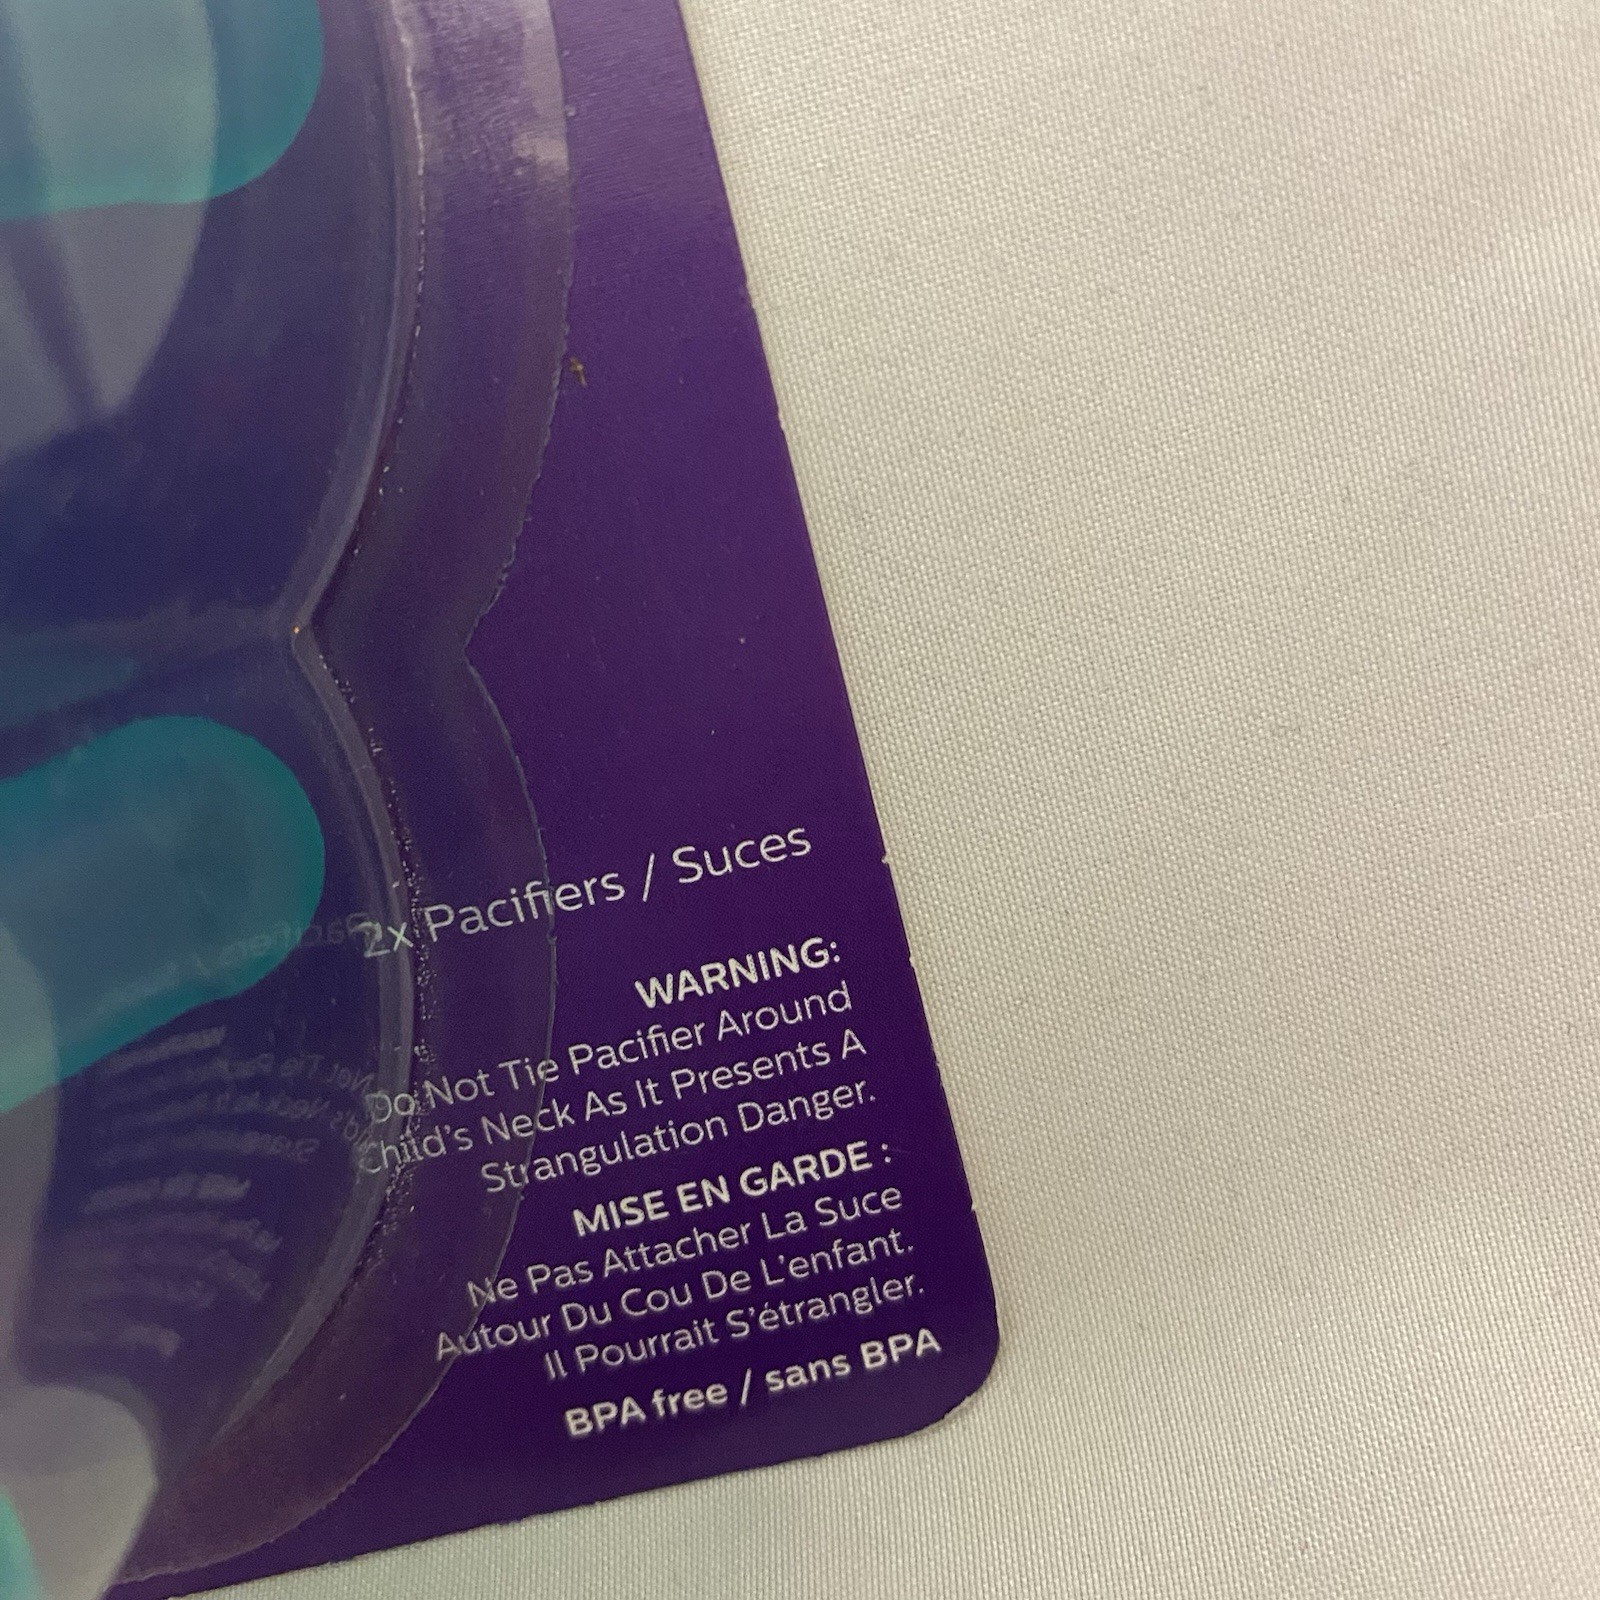 2x Pacifiers / Suces
WARNING:
Do Not Tie Pacifier Around
Child's Neck As It Presents A
Strangulation Danger.
MISE EN GARDE :
Ne Pas Attacher La Suce
Autour Du Cou De L'enfant.
Il Pourrait S'étrangler.
BPA free / sans BPA